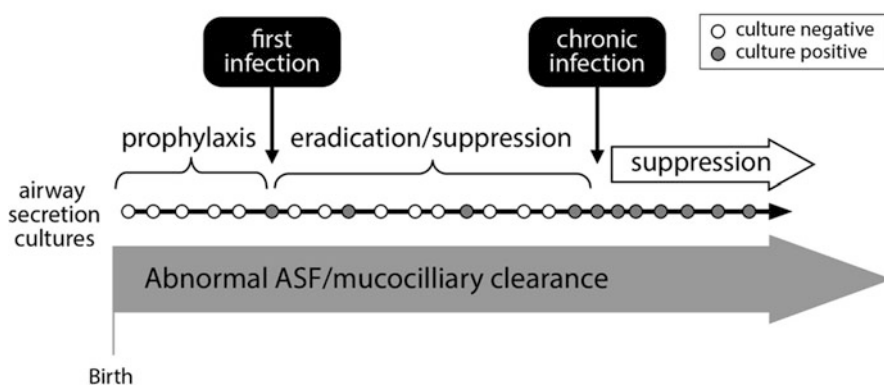 first
infection
chronic
infection
culture negative
culture positive
prophylaxis
eradication/suppression
suppression
airway
secretion
cultures
Abnormal ASF/mucocilliary clearance
Birth